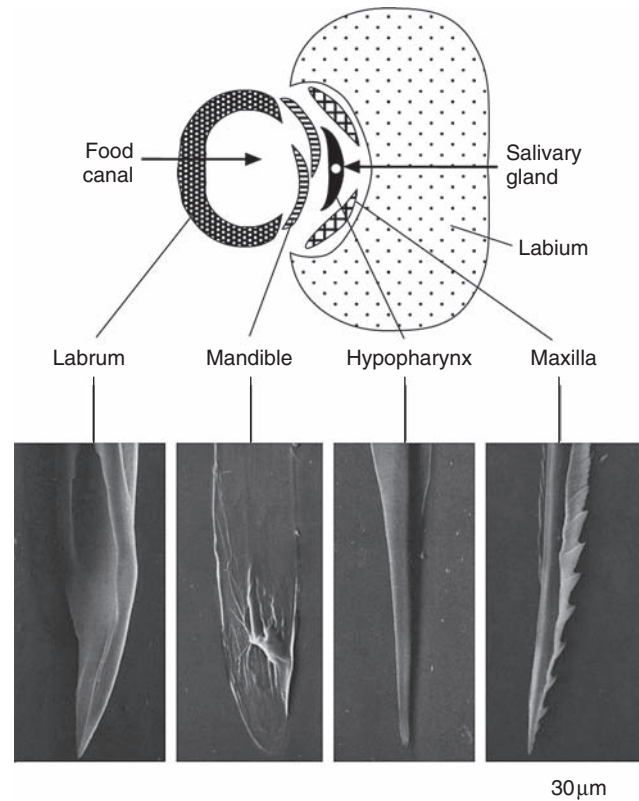 Food
canal
Salivary
gland
Labium
Labrum
Mandible
Hypopharynx
Maxilla
30μm